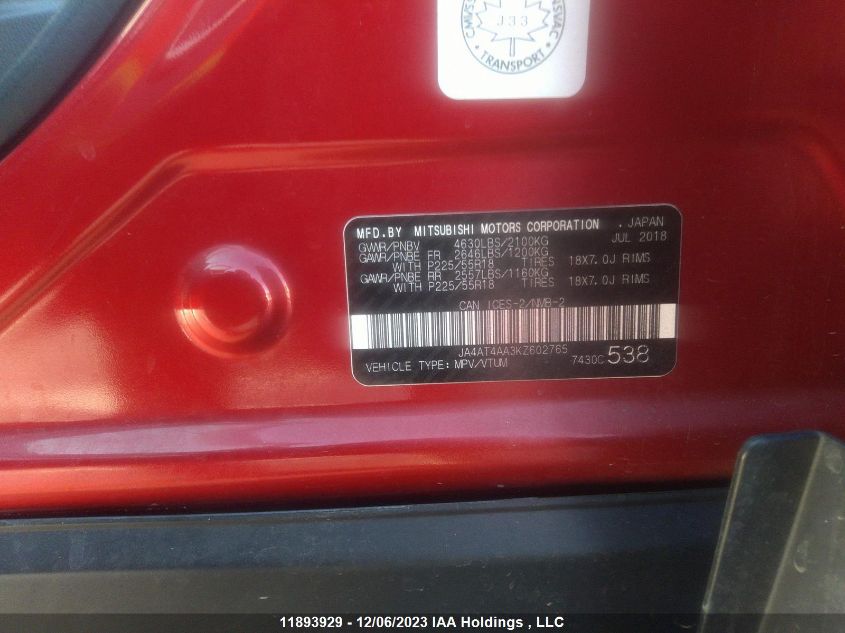 J33
TRANSPORT
MFD.BY MITSUBISHI MOTORS CORPORATION . JAPAN
GVWR/PNBV 4630LBS/2100KG JUL 2018
GAWR/PNBE FR 2646LBS/1200KG
WITH P225/55R18 TIRES 18X7.0J RIMS
GAWR/PNBE RR 2557LBS/1160KG
WITH P225/55R18 TIRES 18X7.0J RIMS
CAN ICES-2/NMB-2
JA4AT4AA3KZ602765
VEHICLE TYPE: MPV/VTUM 7430C 538
11893929 - 12/06/2023 IAA Holdings , LLC